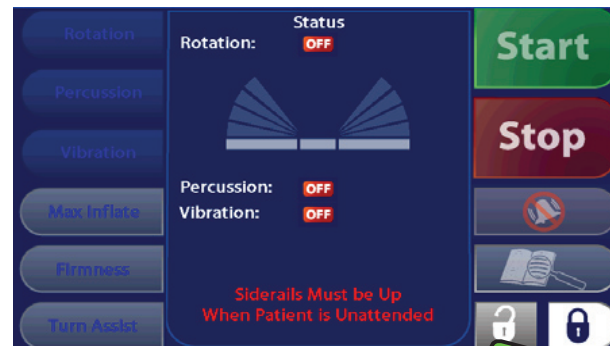 Rotation
Percussion
Vibration
Max Inflate
Firmness
Turn Assist
Status
Rotation: OFF
Percussion: OFF
Vibration: OFF
Siderails Must be Up
When Patient is Unattended
Start
Stop